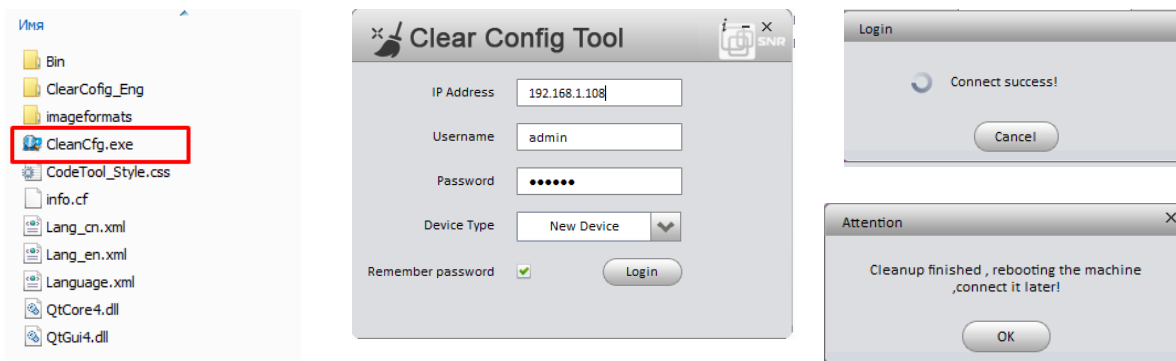 Имя
Bin
ClearCofig_Eng
imageformats
CleanCfg.exe
CodeTool_Style.css
info.cf
Lang_cn.xml
Lang_en.xml
Language.xml
QtCore4.dll
QtGui4.dll
Clear Config Tool
i
SNR
IP Address 192.168.1.108
Username admin
Password ••••••
Device Type New Device
Remember password Login
Login
Connect success!
Cancel
Attention
Cleanup finished , rebooting the machine
,connect it later!
OK